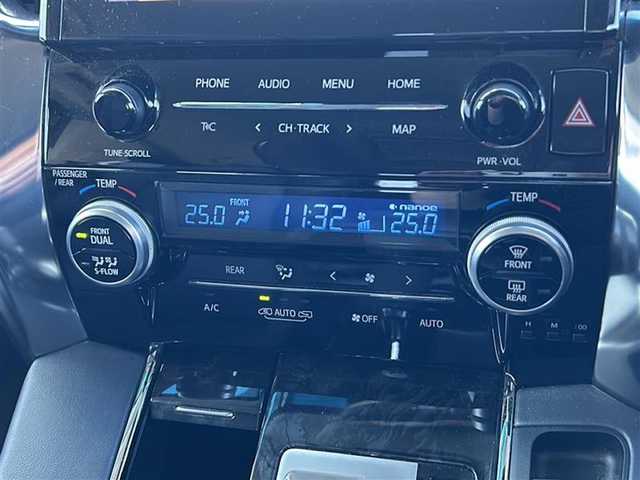 PHONE AUDIO MENU HOME
T&C CH·TRACK MAP
TUNE·SCROLL PWR·VOL
PASSENGER
/REAR
TEMP TEMP
FRONT nanoe
25.0 11:32 25.0
FRONT
DUAL
S-FLOW
FRONT
REAR
REAR
A/C AUTO OFF AUTO
H M :00